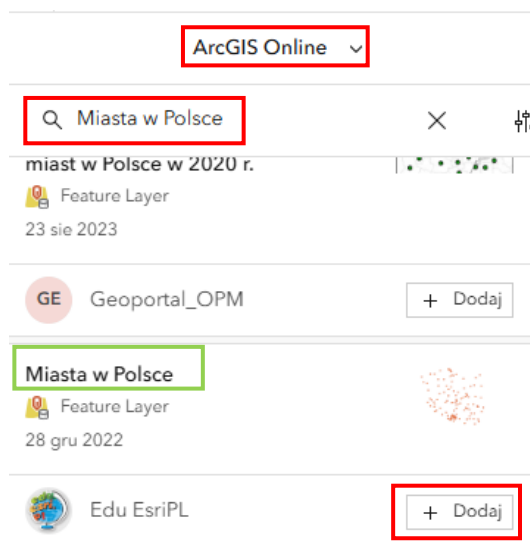 ArcGIS Online
Miasta w Polsce
miast w Polsce w 2020 r.
Feature Layer
23 sie 2023
GE Geoportal_OPM + Dodaj
Miasta w Polsce
Feature Layer
28 gru 2022
Edu EsriPL + Dodaj